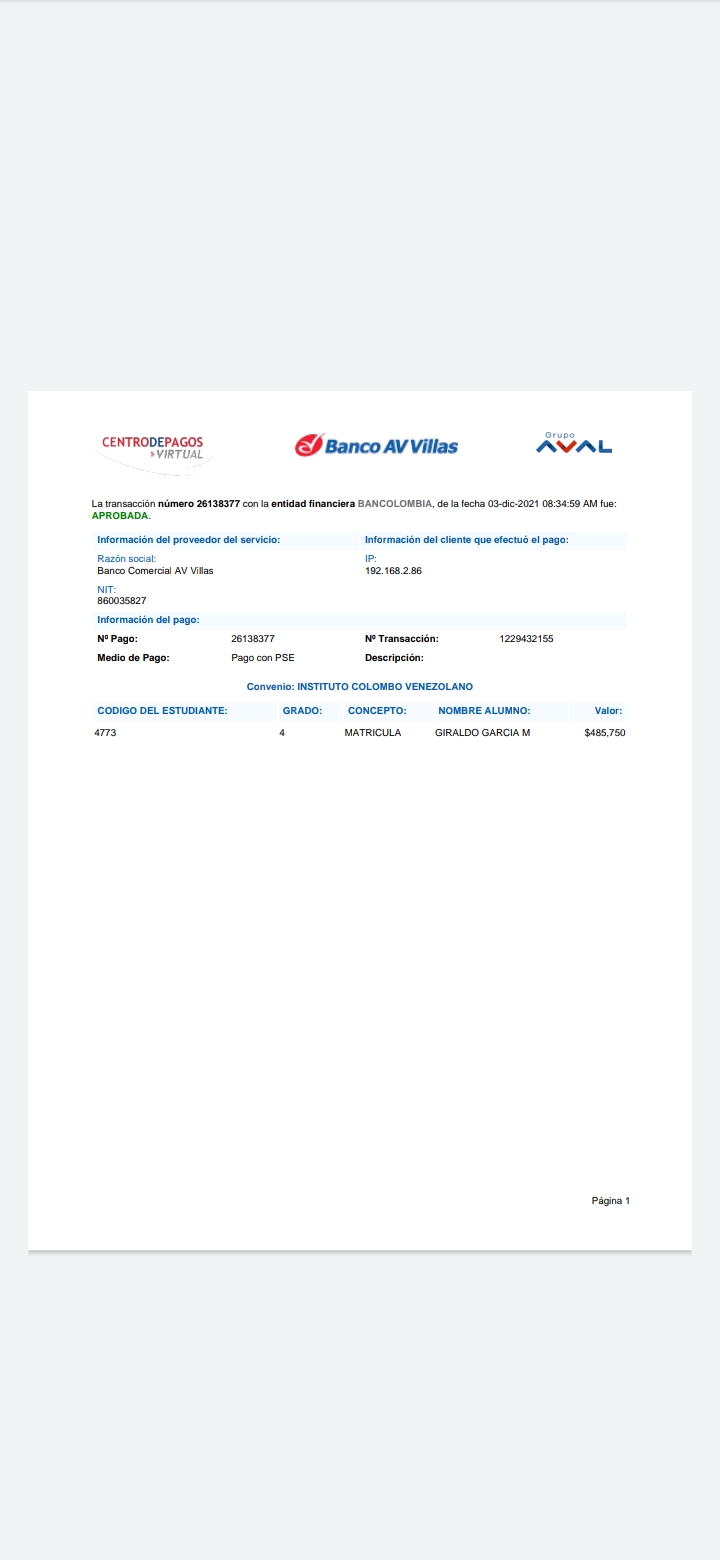 CENTRODEPAGOS
VIRTUAL
Banco AV Villas
Grupo
AVAL
La transacción número 26138377 con la entidad financiera BANCOLOMBIA, de la fecha 03-dic-2021 08:34:59 AM fue:
APROBADA.
Información del proveedor del servicio: Información del cliente que efectuó el pago:
Razón social: IP:
Banco Comercial AV Villas 192.168.2.86
NIT:
860035827
Información del pago:
Nº Pago: 26138377 Nº Transacción: 1229432155
Medio de Pago: Pago con PSE Descripción:
Convenio: INSTITUTO COLOMBO VENEZOLANO
CODIGO DEL ESTUDIANTE: GRADO: CONCEPTO: NOMBRE ALUMNO: Valor:
4773 4 MATRICULA GIRALDO GARCIA M $485,750
Página 1